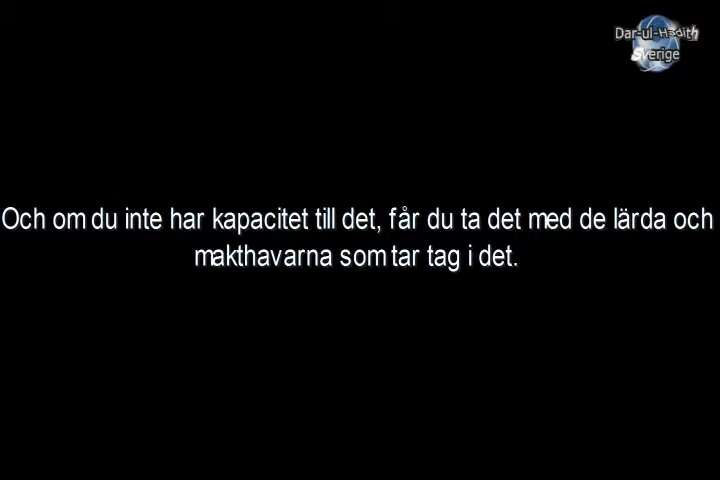 Dar-ul-Hadith
Sverige
Och om du inte har kapacitet till det, får du ta det med de lärda och
makthavarna som tar tag i det.